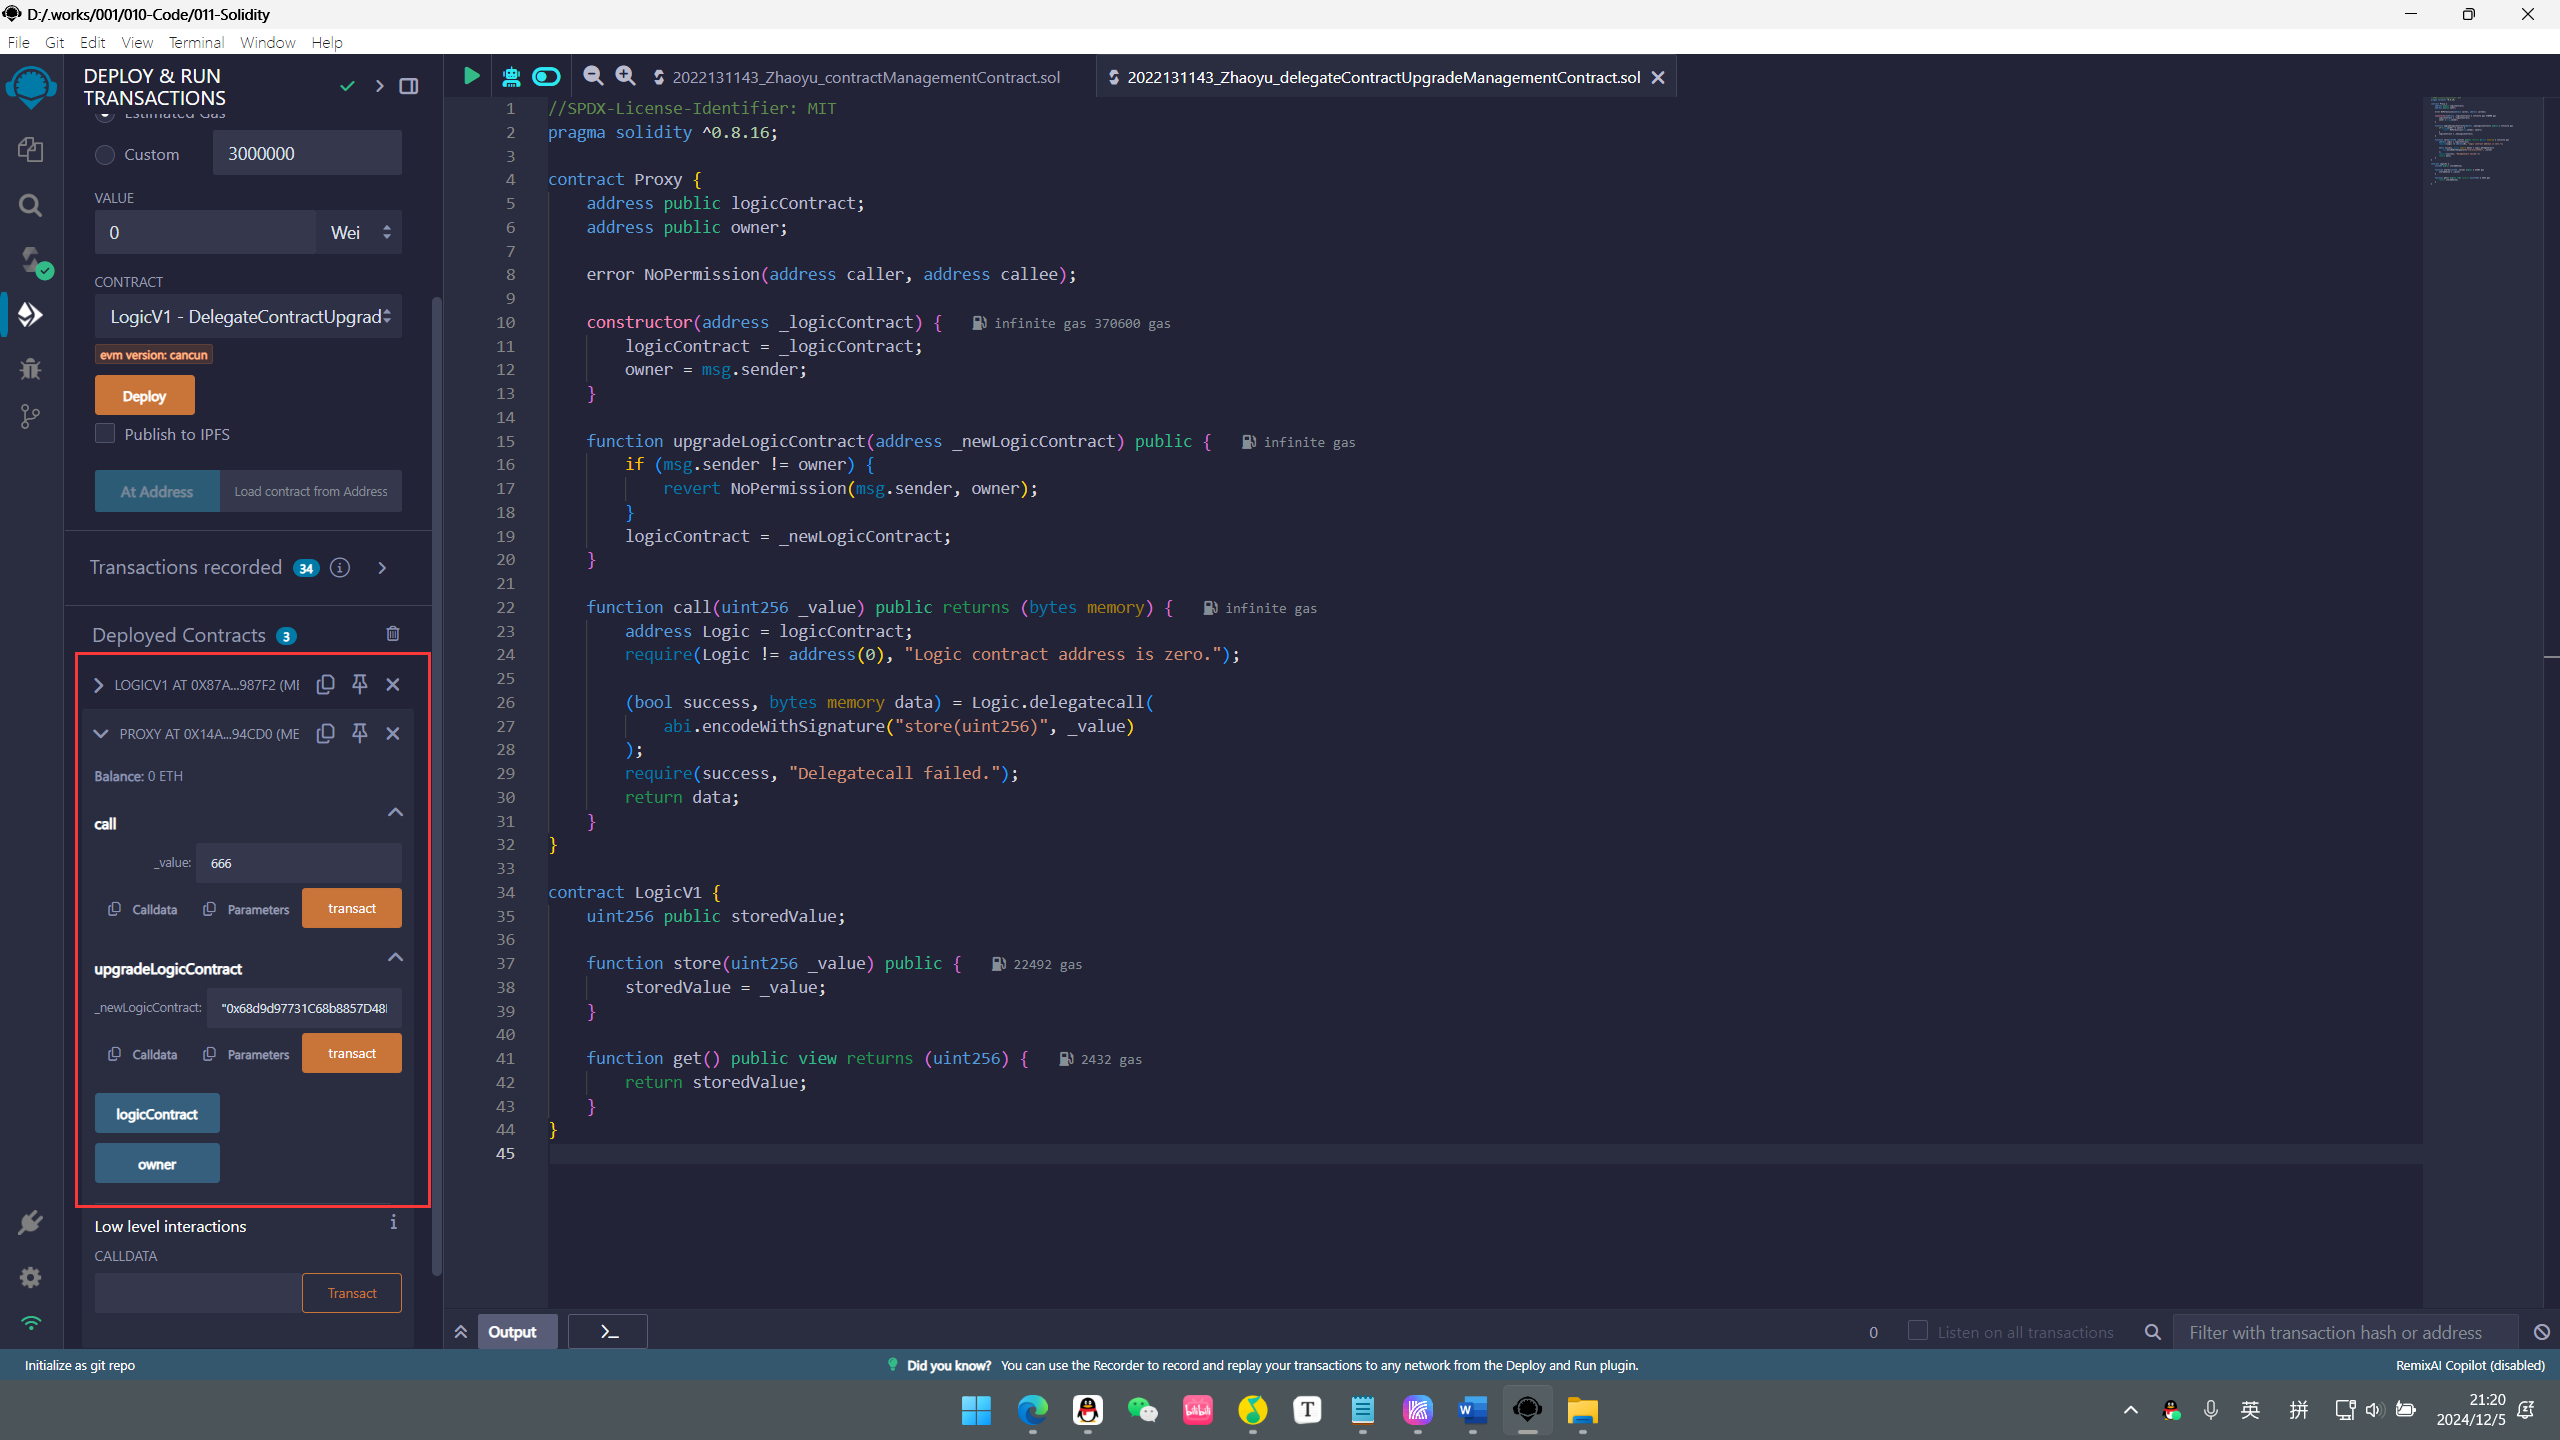 D:/.works/001/010-Code/011-Solidity
File Git Edit View Terminal Window Help
DEPLOY & RUN
TRANSACTIONS
Estimated Gas
Custom 3000000
VALUE
0 Wei
CONTRACT
LogicV1 - DelegateContractUpgrad
evm version: cancun
Deploy
Publish to IPFS
At Address Load contract from Address
Transactions recorded 34
Deployed Contracts 3
LOGICV1 AT 0X87A...987F2 (ME
PROXY AT 0X14A...94CD0 (ME
Balance: 0 ETH
call
_value: 666
Calldata Parameters transact
upgradeLogicContract
_newLogicContract: "0x68d9d97731C68b8857D48
Calldata Parameters transact
logicContract
owner
Low level interactions
CALLDATA
Transact
2022131143_Zhaoyu_contractManagementContract.sol 2022131143_Zhaoyu_delegateContractUpgradeManagementContract.sol
1 //SPDX-License-Identifier: MIT
2 pragma solidity ^0.8.16;
3
4 contract Proxy {
5 address public logicContract;
6 address public owner;
7
8 error NoPermission(address caller, address callee);
9
10 constructor(address _logicContract) { infinite gas 370600 gas
11 logicContract = _logicContract;
12 owner = msg.sender;
13 }
14
15 function upgradeLogicContract(address _newLogicContract) public { infinite gas
16 if (msg.sender != owner) {
17 revert NoPermission(msg.sender, owner);
18 }
19 logicContract = _newLogicContract;
20 }
21
22 function call(uint256 _value) public returns (bytes memory) { infinite gas
23 address Logic = logicContract;
24 require(Logic != address(0), "Logic contract address is zero.");
25
26 (bool success, bytes memory data) = Logic.delegatecall(
27 abi.encodeWithSignature("store(uint256)", _value)
28 );
29 require(success, "Delegatecall failed.");
30 return data;
31 }
32 }
33
34 contract LogicV1 {
35 uint256 public storedValue;
36
37 function store(uint256 _value) public { 22492 gas
38 storedValue = _value;
39 }
40
41 function get() public view returns (uint256) { 2432 gas
42 return storedValue;
43 }
44 }
45
Output >_ 0 Listen on all transactions Filter with transaction hash or address
Initialize as git repo Did you know? You can use the Recorder to record and replay your transactions to any network from the Deploy and Run plugin. RemixAI Copilot (disabled)
英 拼 21:20
2024/12/5